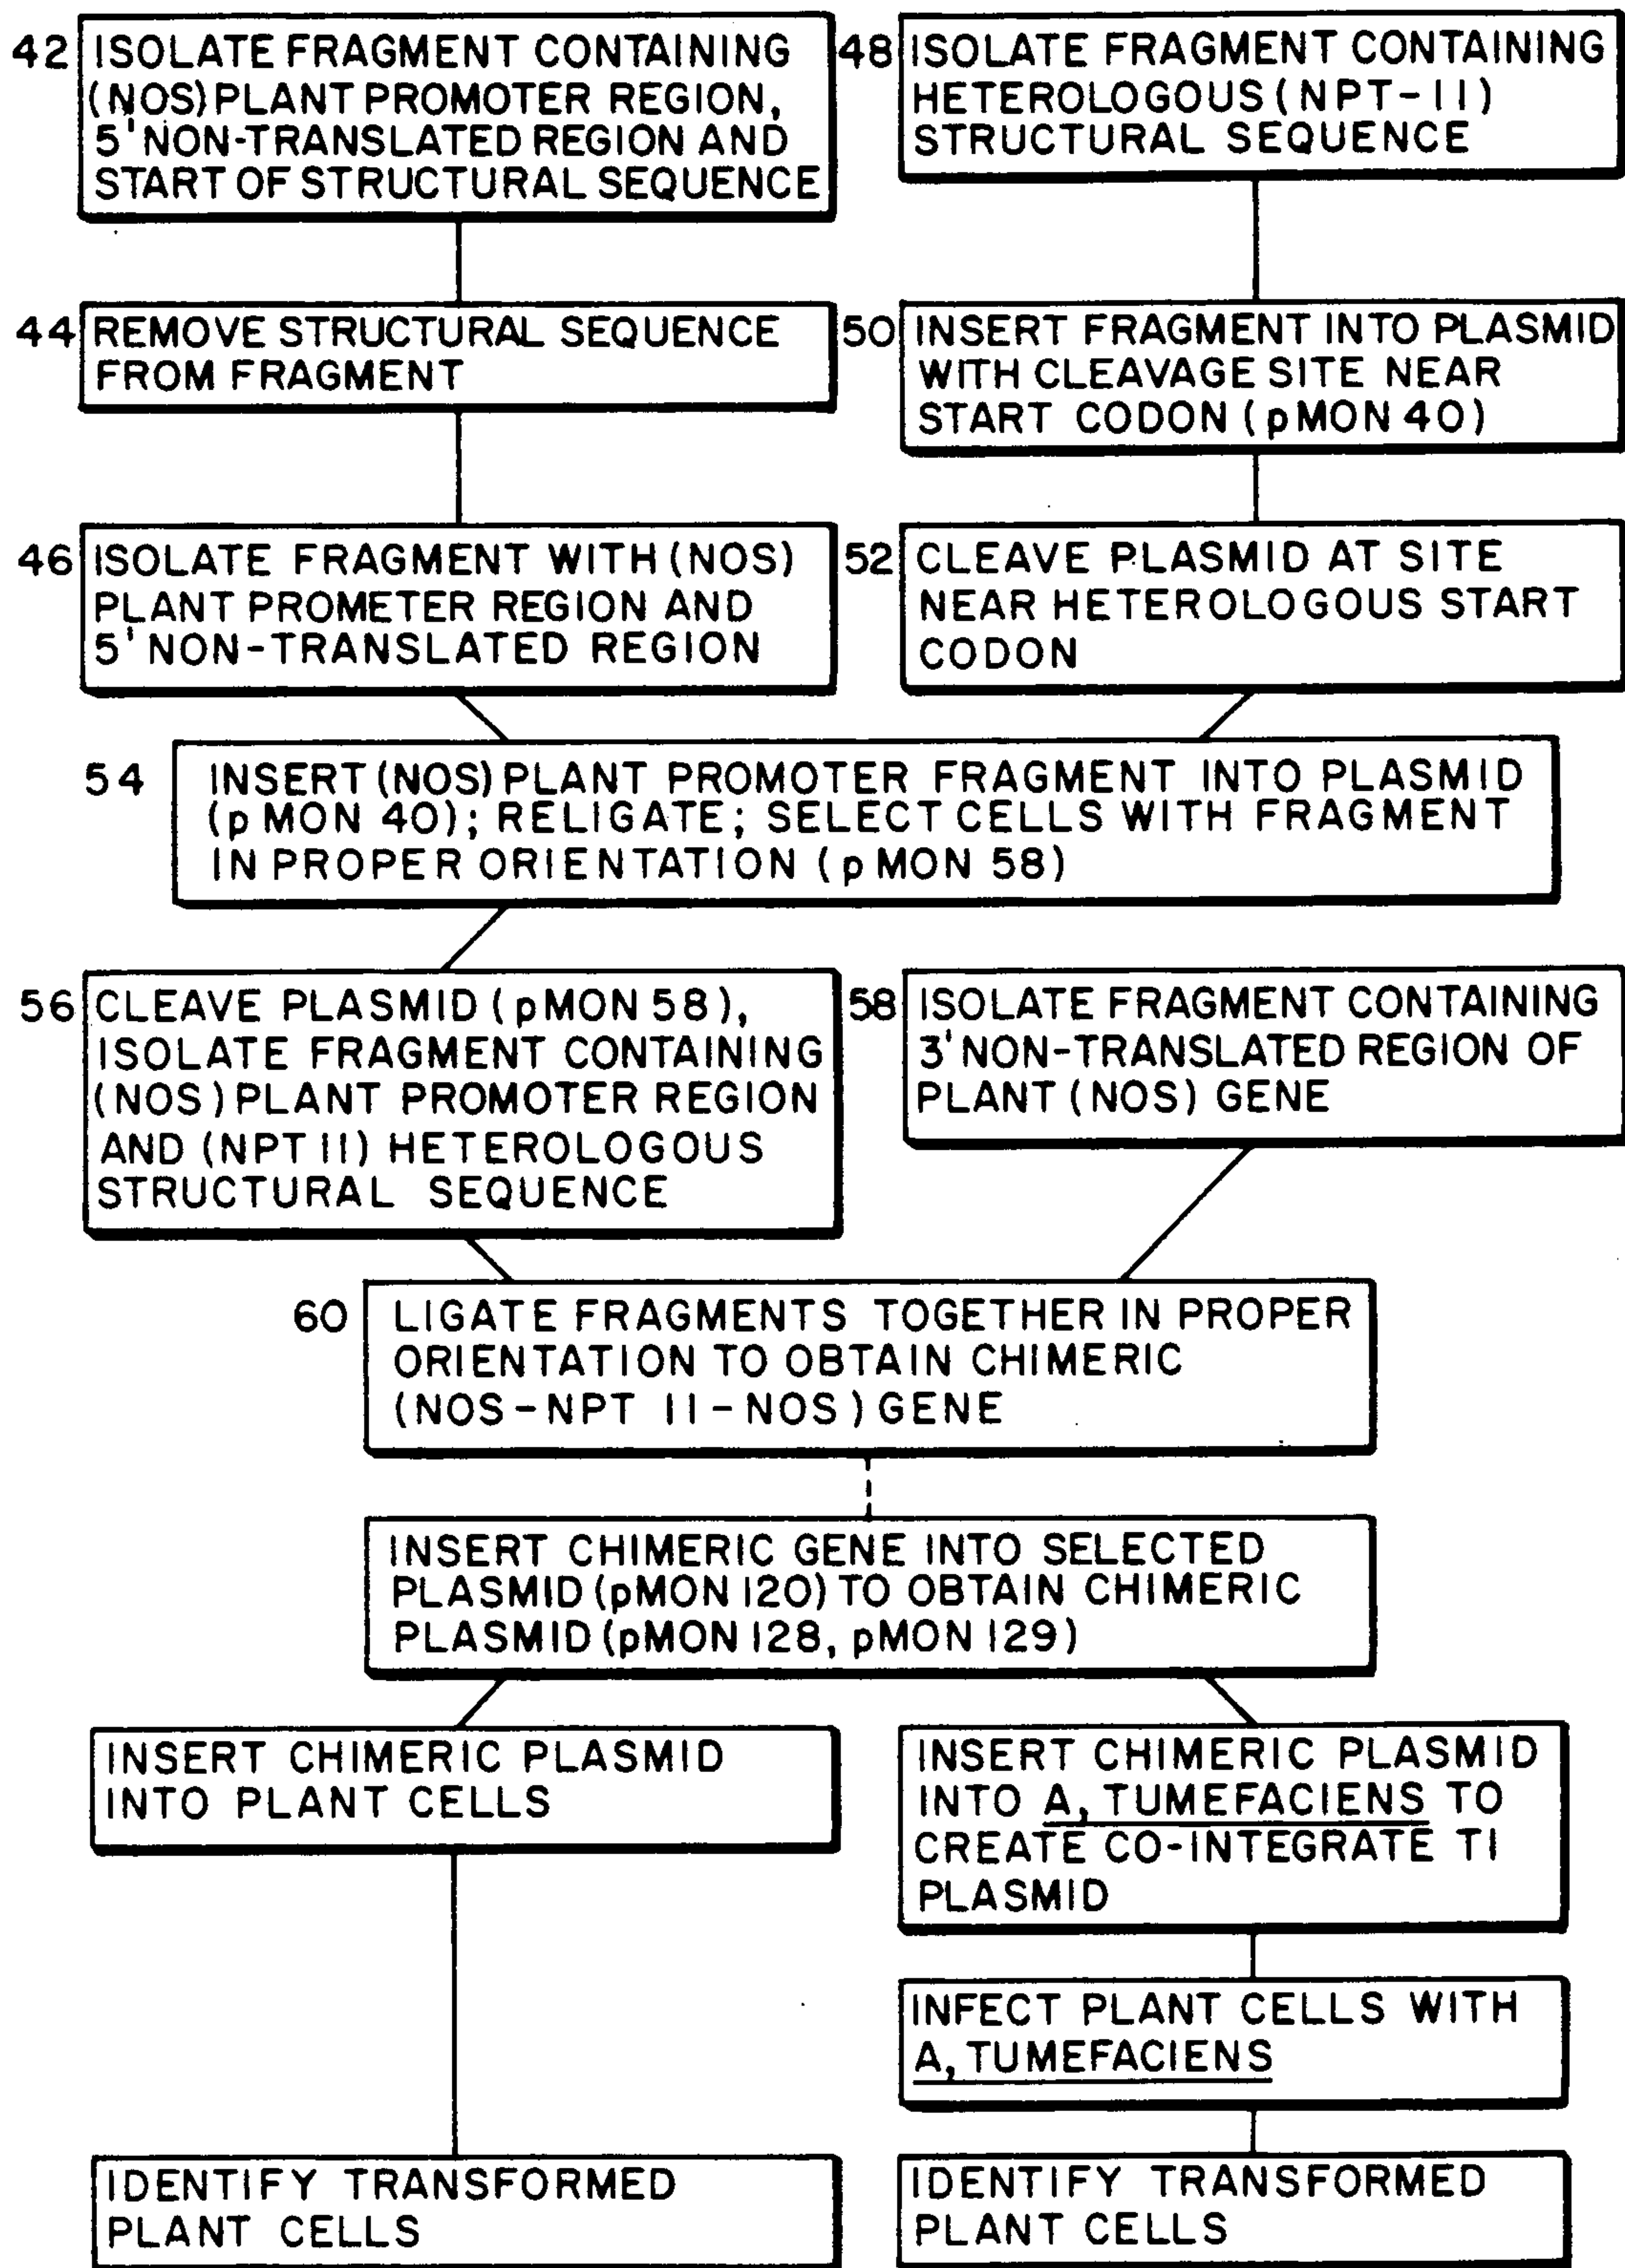 42 ISOLATE FRAGMENT CONTAINING
(NOS) PLANT PROMOTER REGION,
5' NON-TRANSLATED REGION AND
START OF STRUCTURAL SEQUENCE
48 ISOLATE FRAGMENT CONTAINING
HETEROLOGOUS (NPT-II)
STRUCTURAL SEQUENCE
44 REMOVE STRUCTURAL SEQUENCE
FROM FRAGMENT
50 INSERT FRAGMENT INTO PLASMID
WITH CLEAVAGE SITE NEAR
START CODON (pMON 40)
46 ISOLATE FRAGMENT WITH (NOS)
PLANT PROMETER REGION AND
5' NON-TRANSLATED REGION
52 CLEAVE PLASMID AT SITE
NEAR HETEROLOGOUS START
CODON
54 INSERT (NOS) PLANT PROMOTER FRAGMENT INTO PLASMID
(pMON 40); RELIGATE; SELECT CELLS WITH FRAGMENT
IN PROPER ORIENTATION (pMON 58)
56 CLEAVE PLASMID (pMON 58),
ISOLATE FRAGMENT CONTAINING
(NOS) PLANT PROMOTER REGION
AND (NPT II) HETEROLOGOUS
STRUCTURAL SEQUENCE
58 ISOLATE FRAGMENT CONTAINING
3' NON-TRANSLATED REGION OF
PLANT (NOS) GENE
60 LIGATE FRAGMENTS TOGETHER IN PROPER
ORIENTATION TO OBTAIN CHIMERIC
(NOS-NPT II-NOS) GENE
INSERT CHIMERIC GENE INTO SELECTED
PLASMID (pMON 120) TO OBTAIN CHIMERIC
PLASMID (pMON 128, pMON 129)
INSERT CHIMERIC PLASMID
INTO PLANT CELLS
INSERT CHIMERIC PLASMID
INTO A, TUMEFACIENS TO
CREATE CO-INTEGRATE TI
PLASMID
INFECT PLANT CELLS WITH
A, TUMEFACIENS
IDENTIFY TRANSFORMED
PLANT CELLS
IDENTIFY TRANSFORMED
PLANT CELLS